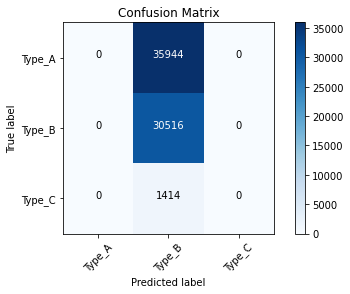 Confusion Matrix
True label
Type_A 0 35944 0
Type_B 0 30516 0
Type_C 0 1414 0
Type_A Type_B Type_C
Predicted label
35000
30000
25000
20000
15000
10000
5000
0